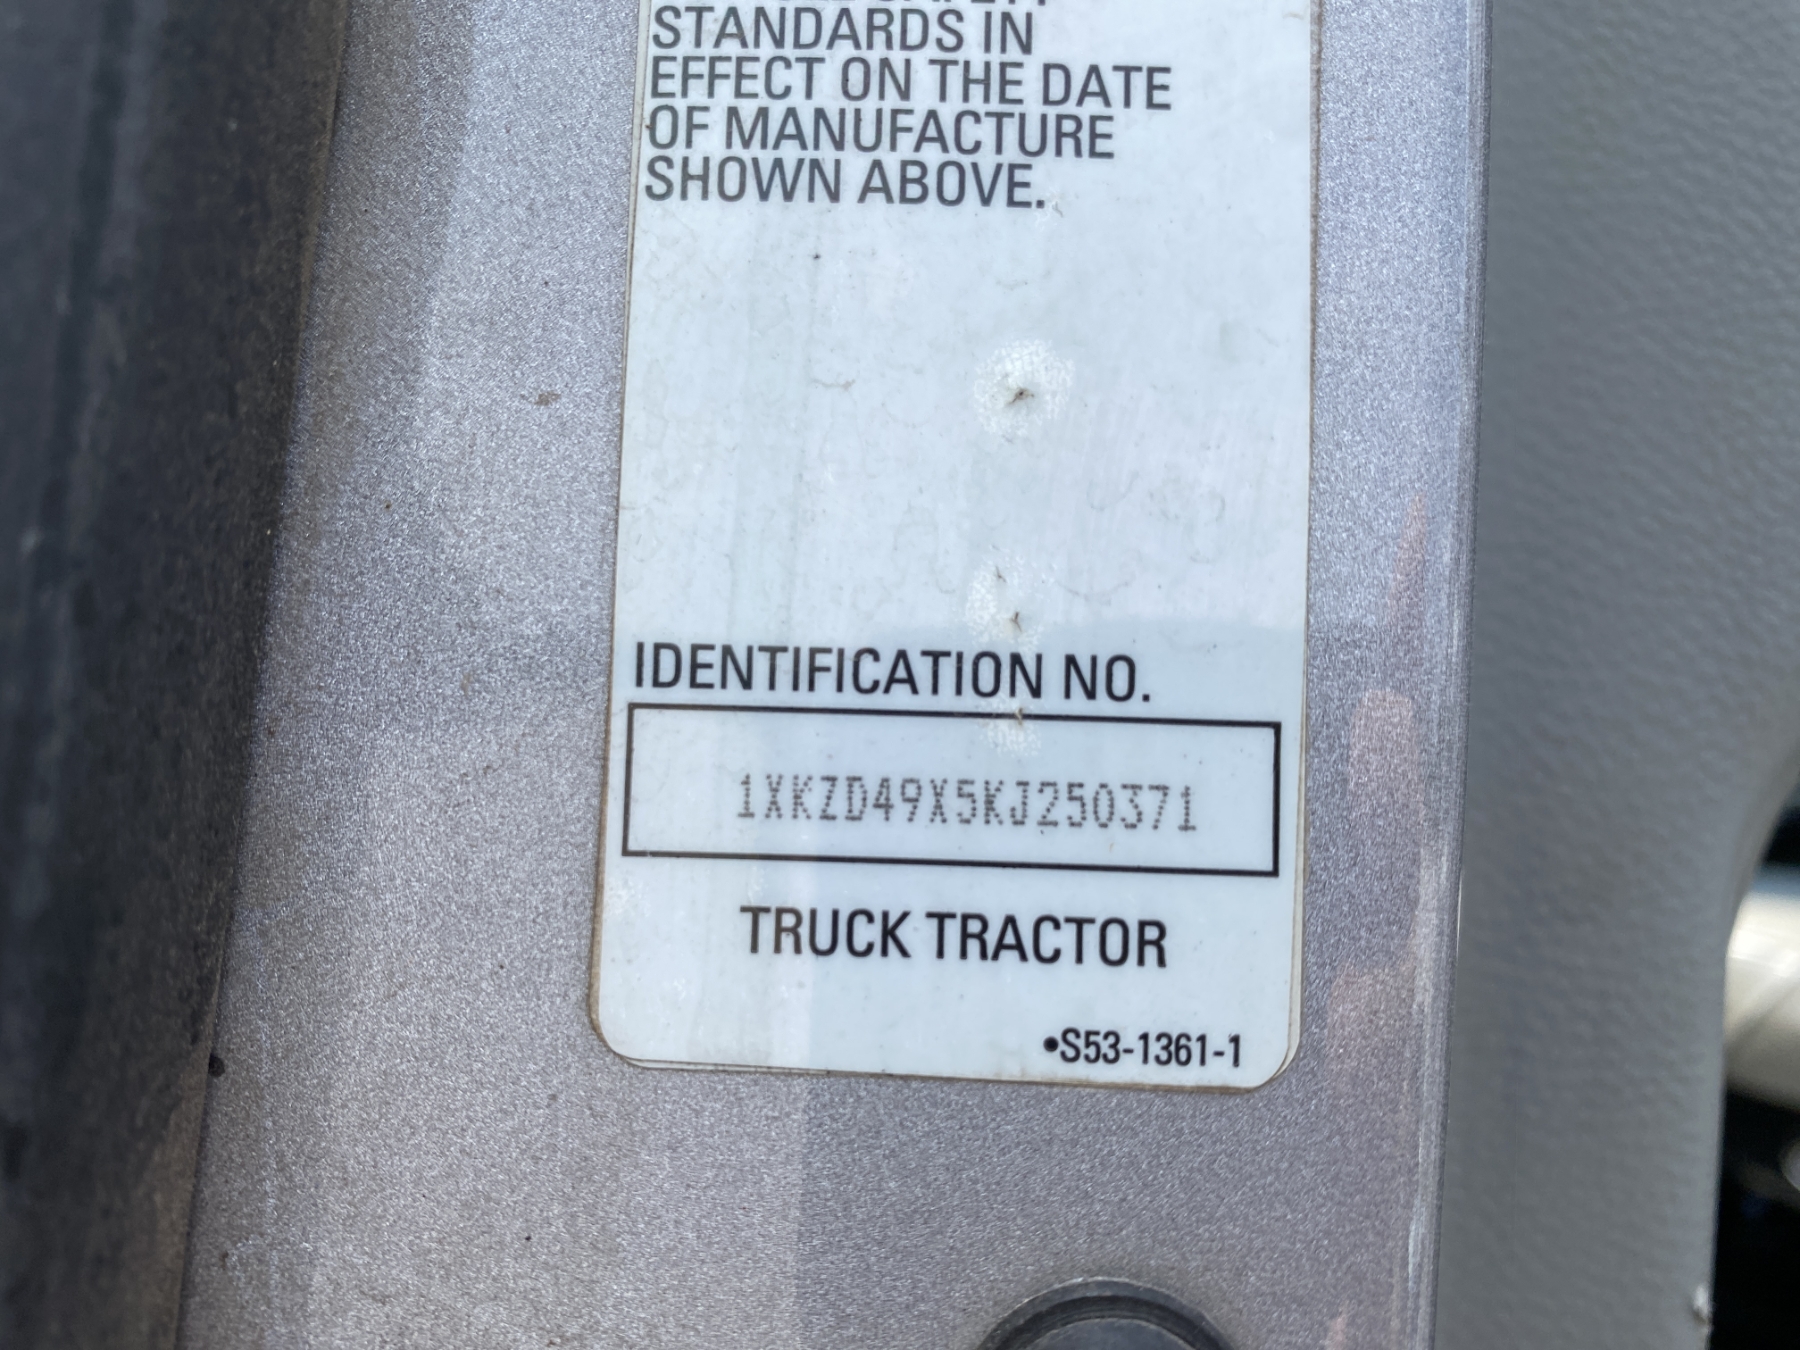 STANDARDS IN
EFFECT ON THE DATE
OF MANUFACTURE
SHOWN ABOVE.
IDENTIFICATION NO.
1XKZD49X5KJ250371
TRUCK TRACTOR
•S53-1361-1